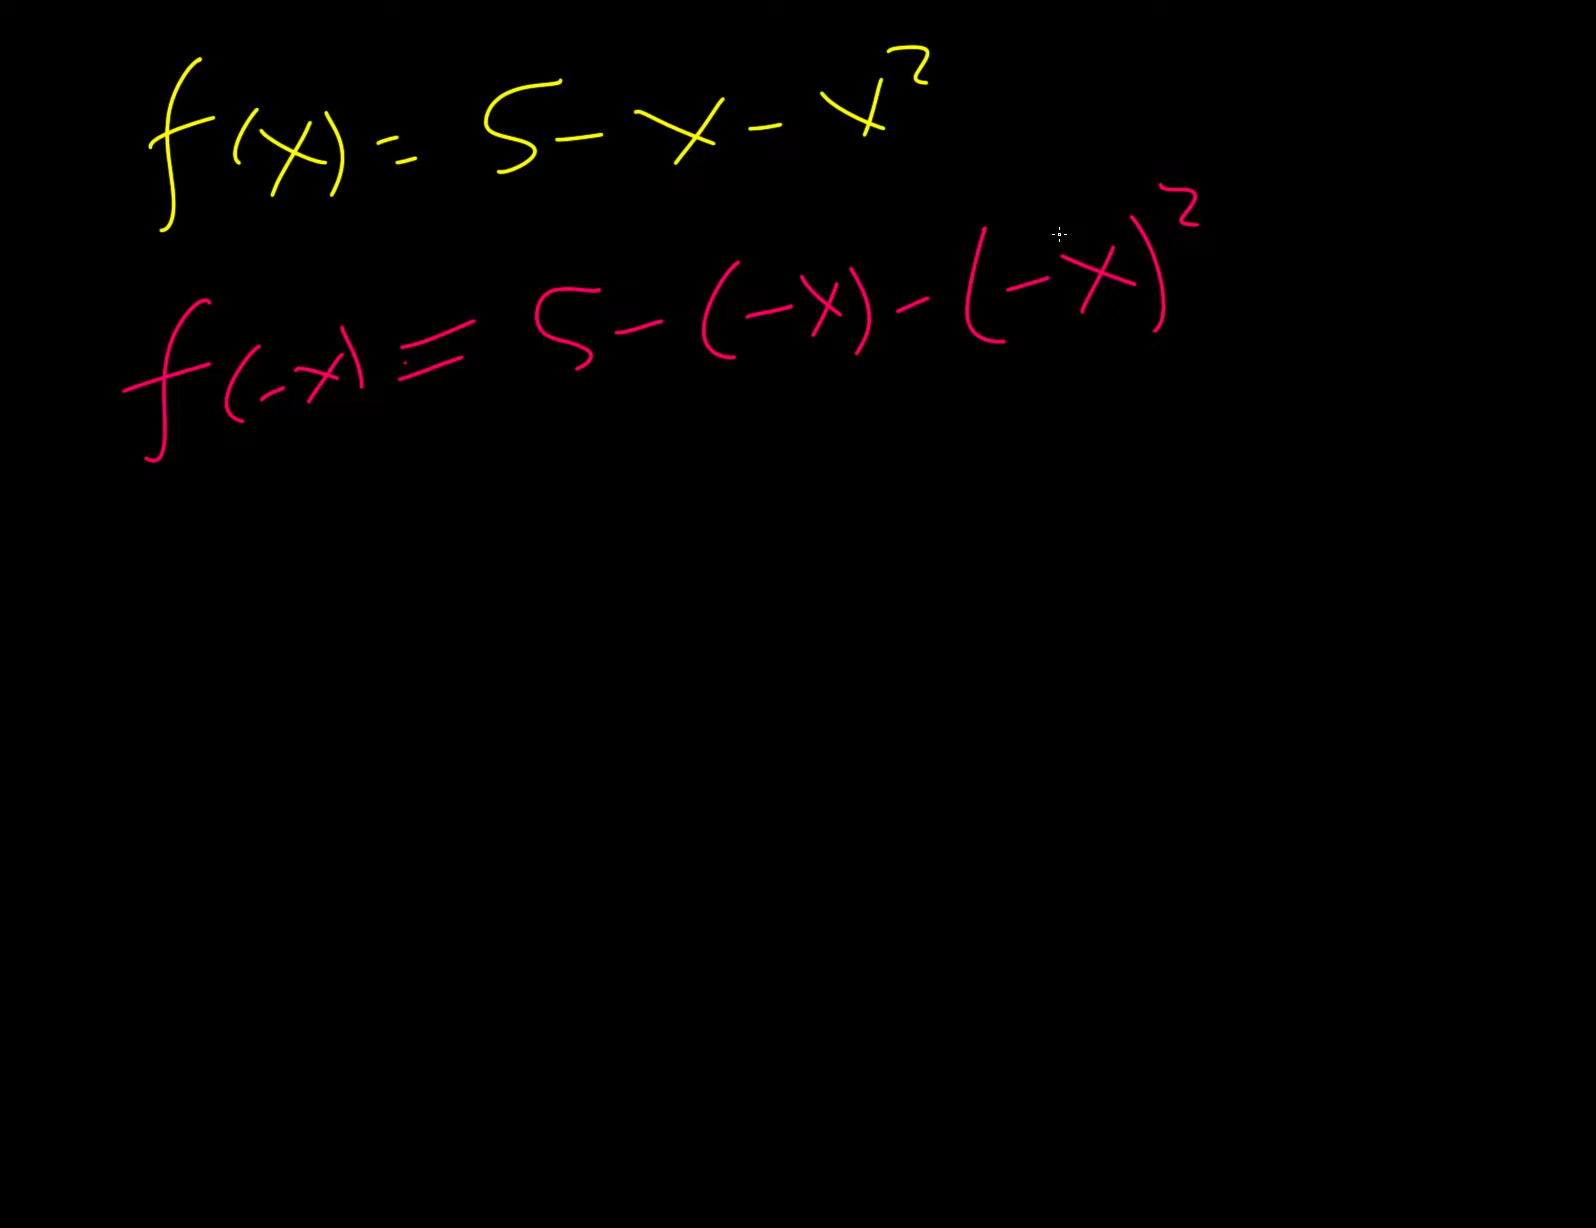 f(x) = 5 - x - x²
f(-x) = 5 - (-x) - (-x)²